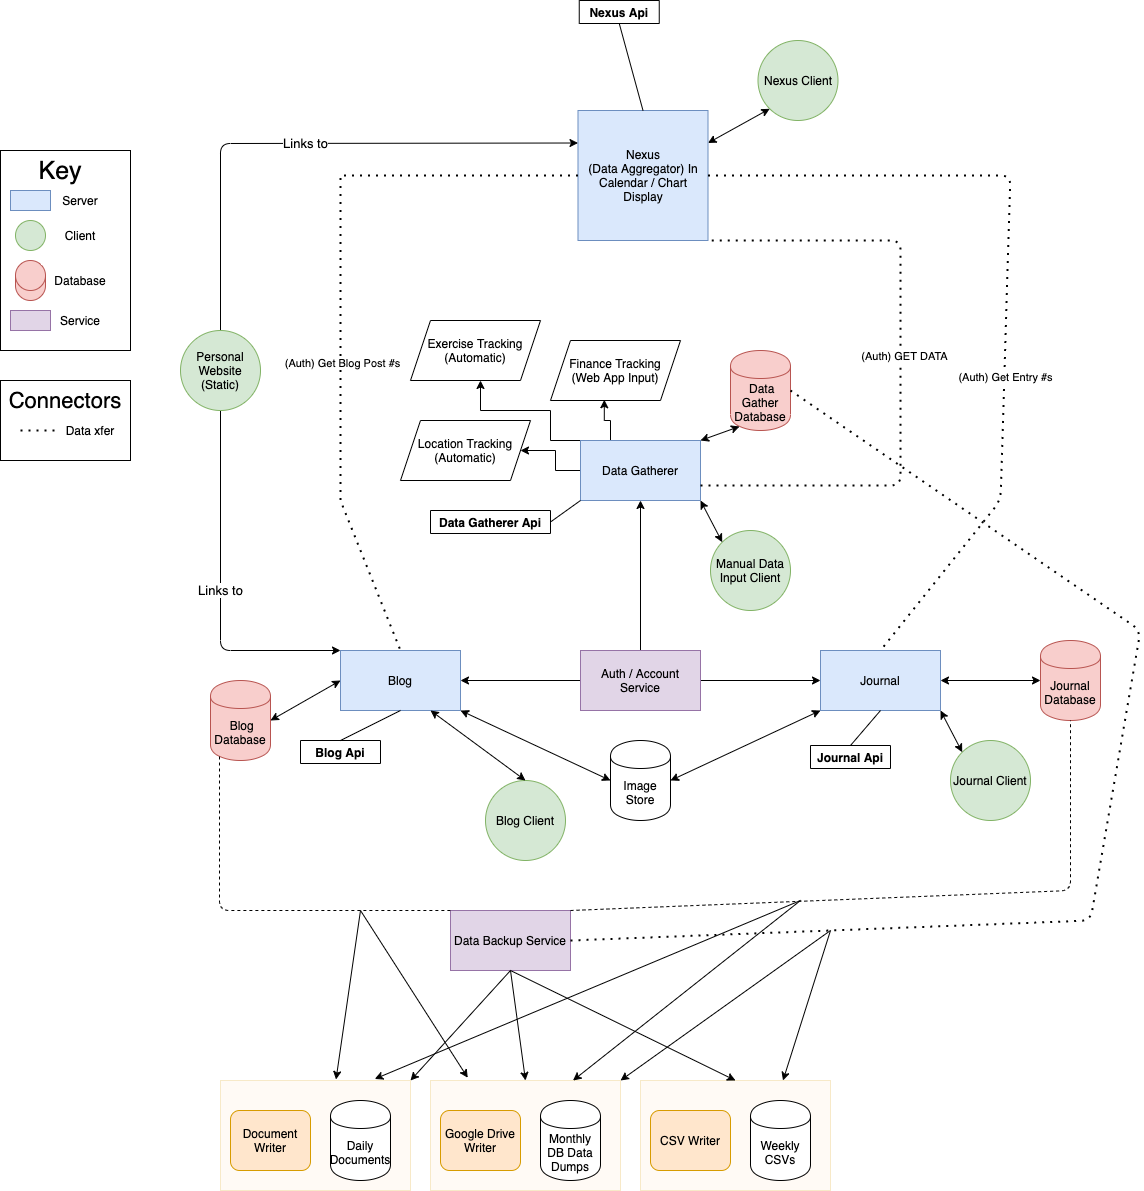 Nexus Api
Nexus Client
Links to
Nexus
(Data Aggregator) In
Calendar / Chart
Display
Key
Server
Client
Database
Service
Connectors
Data xfer
Personal
Website
(Static)
(Auth) Get Blog Post #s
Exercise Tracking
(Automatic)
Finance Tracking
(Web App Input)
Data
Gather
Database
(Auth) GET DATA
(Auth) Get Entry #s
Location Tracking
(Automatic)
Data Gatherer
Data Gatherer Api
Manual Data
Input Client
Links to
Blog
Auth / Account
Service
Journal
Journal
Database
Blog
Database
Blog Api
Journal Api
Image
Store
Journal Client
Blog Client
Data Backup Service
Document
Writer
Daily
Documents
Google Drive
Writer
Monthly
DB Data
Dumps
CSV Writer
Weekly
CSVs